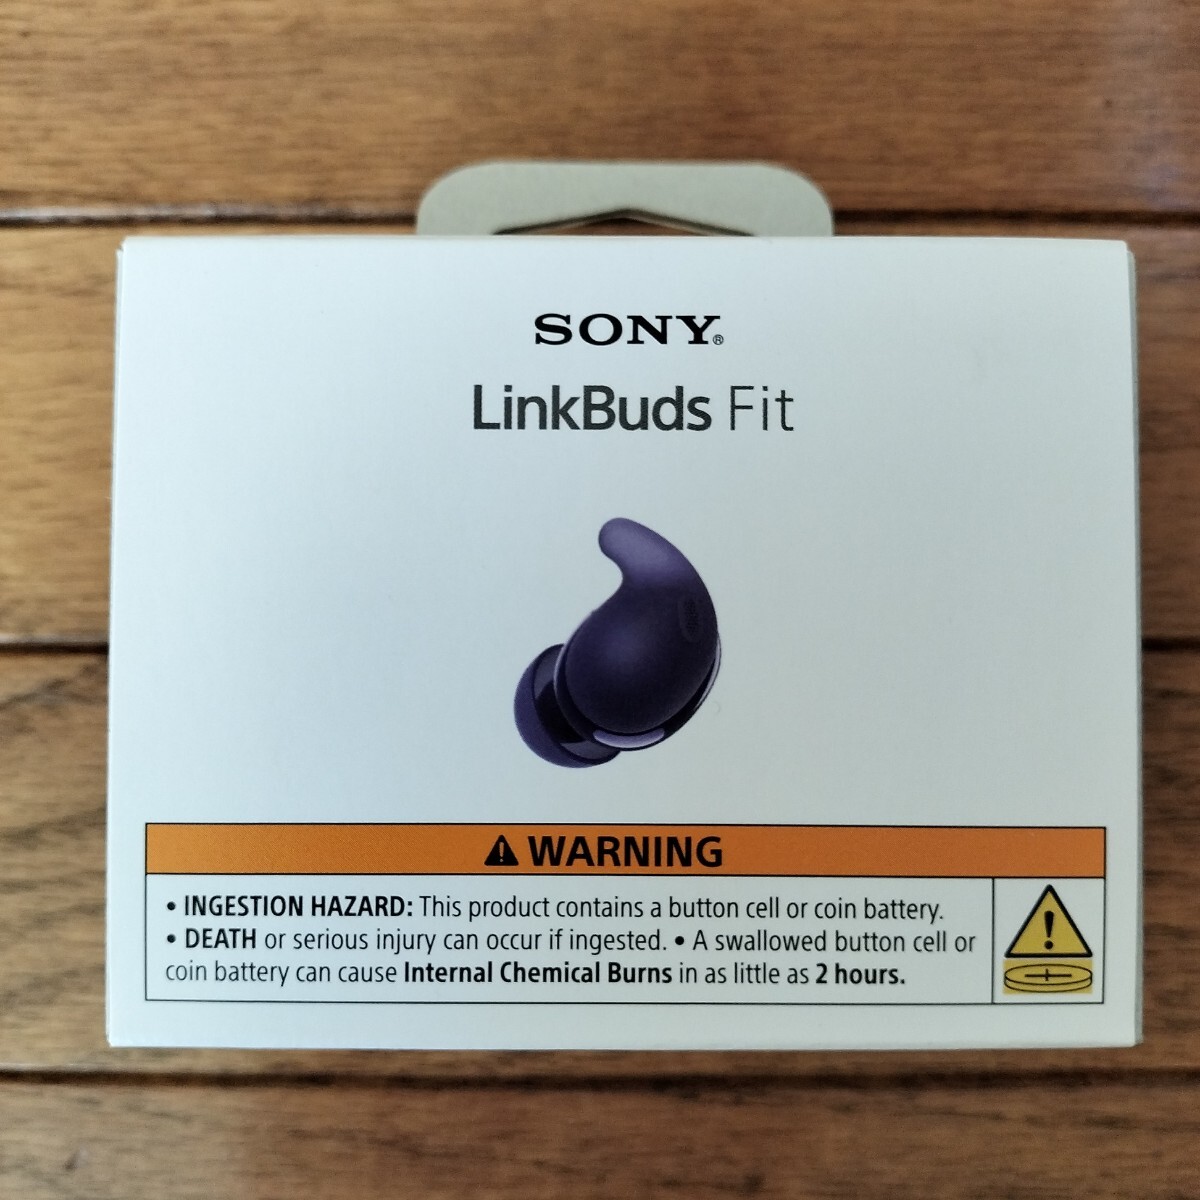 SONY®
LinkBuds Fit
⚠ WARNING
• INGESTION HAZARD: This product contains a button cell or coin battery.
• DEATH or serious injury can occur if ingested. • A swallowed button cell or
coin battery can cause Internal Chemical Burns in as little as 2 hours.